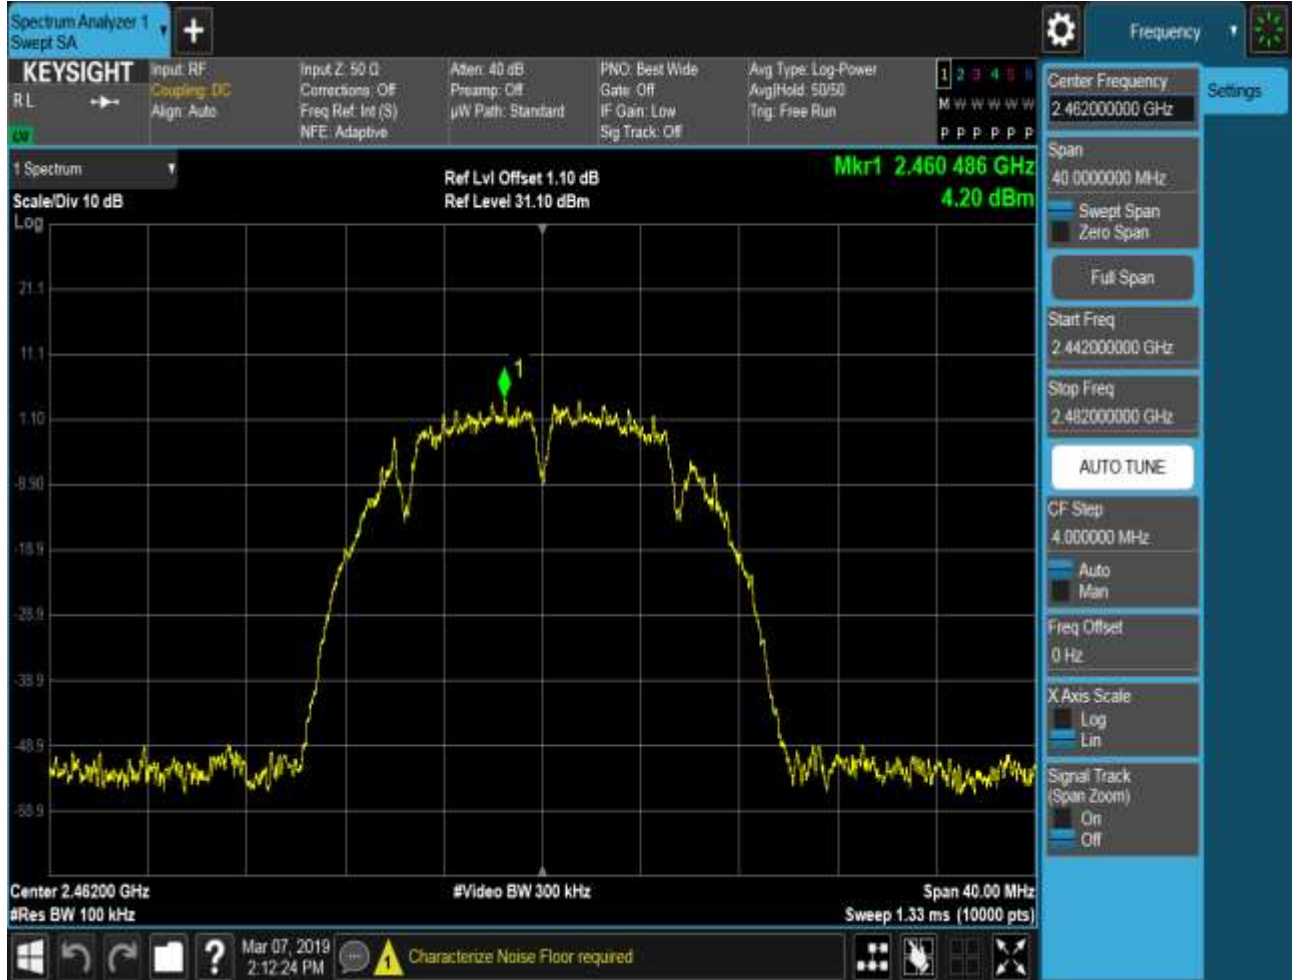 Spectrum Analyzer 1
Swept SA
Frequency
KEYSIGHT
R L
Input: RF
Coupling: DC
Align: Auto
Input Z: 50 Ω
Corrections: Off
Freq Ref: Int (S)
NFE: Adaptive
Atten: 40 dB
Preamp: Off
µW Path: Standard
PNO: Best Wide
Gate: Off
IF Gain: Low
Sig Track: Off
Avg Type: Log-Power
Avg|Hold: 50/50
Trig: Free Run
1 2 3 4 5 6
M W W W W W
P P P P P P
1 Spectrum
Scale/Div 10 dB
Log
Ref Lvl Offset 1.10 dB
Ref Level 31.10 dBm
Mkr1 2.460 486 GHz
4.20 dBm
21.1
11.1
1.10
-8.90
-18.9
-28.9
-38.9
-48.9
-58.9
1
Center 2.46200 GHz
#Res BW 100 kHz
#Video BW 300 kHz
Span 40.00 MHz
Sweep 1.33 ms (10000 pts)
Center Frequency
2.462000000 GHz
Settings
Span
40.0000000 MHz
Swept Span
Zero Span
Full Span
Start Freq
2.442000000 GHz
Stop Freq
2.482000000 GHz
AUTO TUNE
CF Step
4.000000 MHz
Auto
Man
Freq Offset
0 Hz
X Axis Scale
Log
Lin
Signal Track
(Span Zoom)
On
Off
?
Mar 07, 2019
2:12:24 PM
1
Characterize Noise Floor required